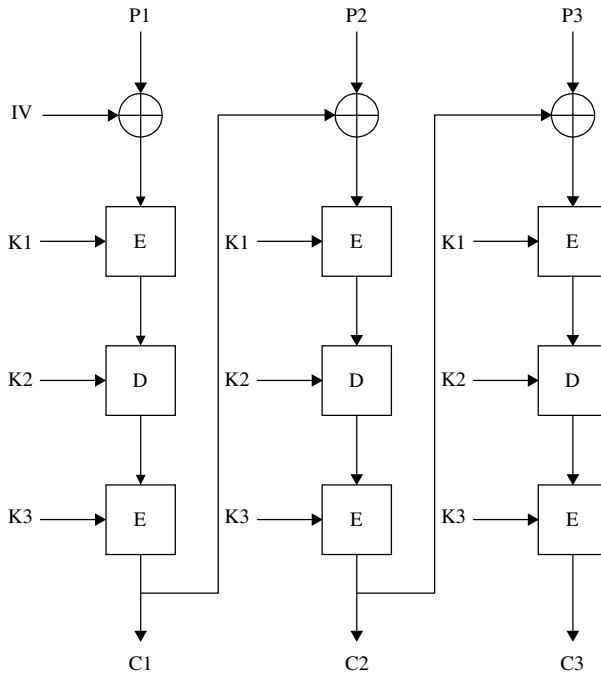 P1 P2 P3
IV
K1 E K1 E K1 E
K2 D K2 D K2 D
K3 E K3 E K3 E
C1 C2 C3